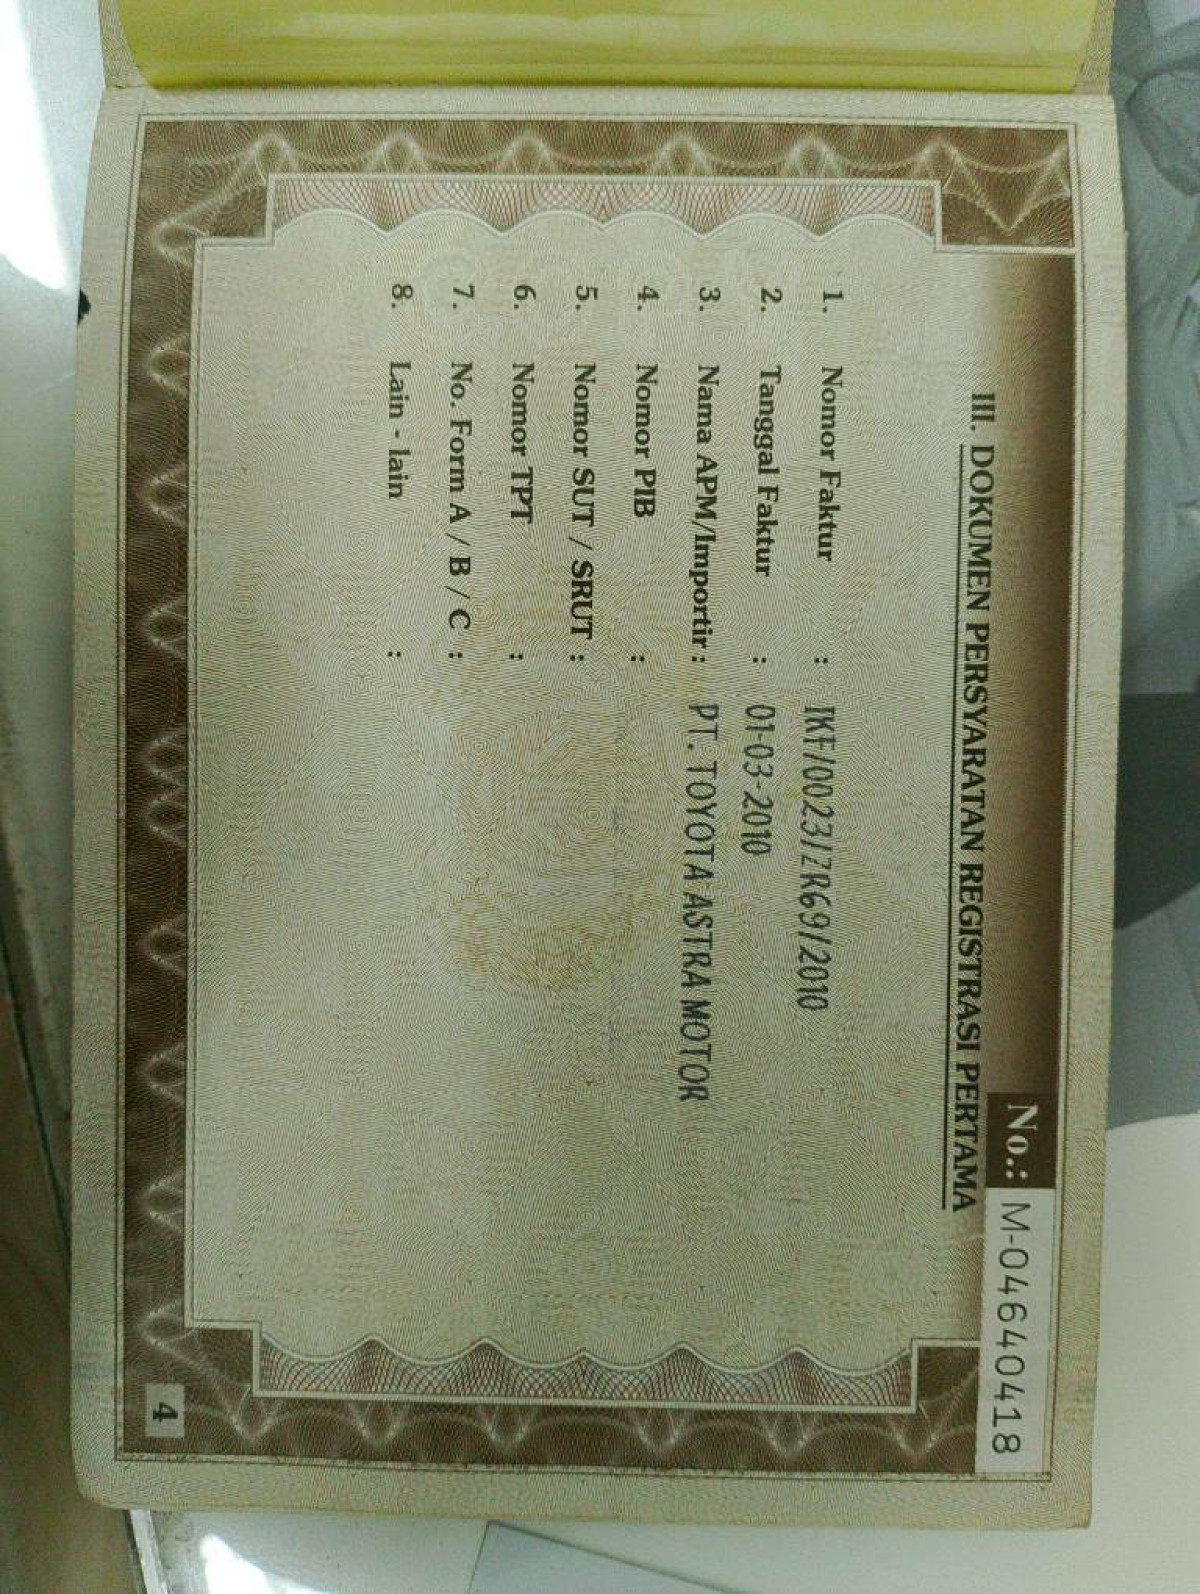 No.: M-04640418
III. DOKUMEN PERSYARATAN REGISTRASI PERTAMA
1. Nomor Faktur : IKF/0023/ZR69/2010
2. Tanggal Faktur : 01-03-2010
3. Nama APM/Importir : PT. TOYOTA ASTRA MOTOR
4. Nomor PIB :
5. Nomor SUT / SRUT :
6. Nomor TPT :
7. No. Form A / B / C :
8. Lain - lain :
4